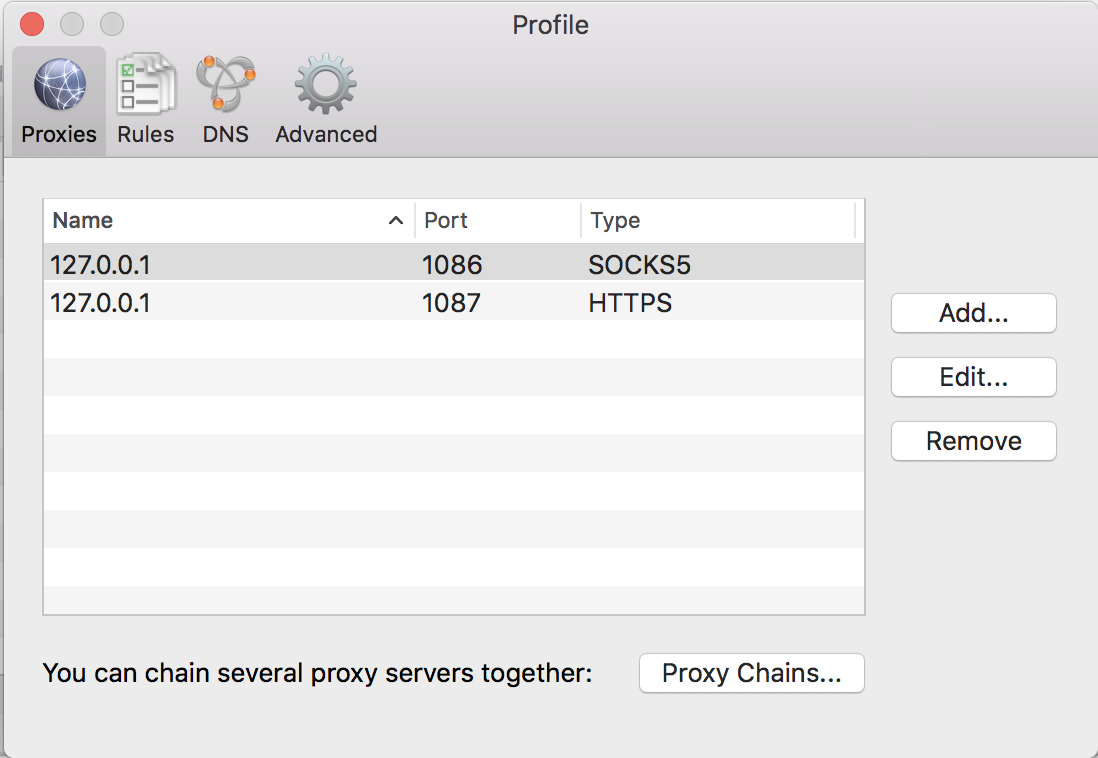 Profile
Proxies Rules DNS Advanced
Name Port Type
127.0.0.1 1086 SOCKS5
127.0.0.1 1087 HTTPS
Add...
Edit...
Remove
You can chain several proxy servers together: Proxy Chains...